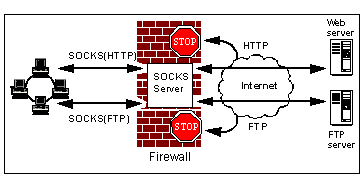 Web
server
STOP
HTTP
SOCKS(HTTP)
SOCKS
Server
Internet
SOCKS(FTP)
STOP
FTP
FTP
server
Firewall